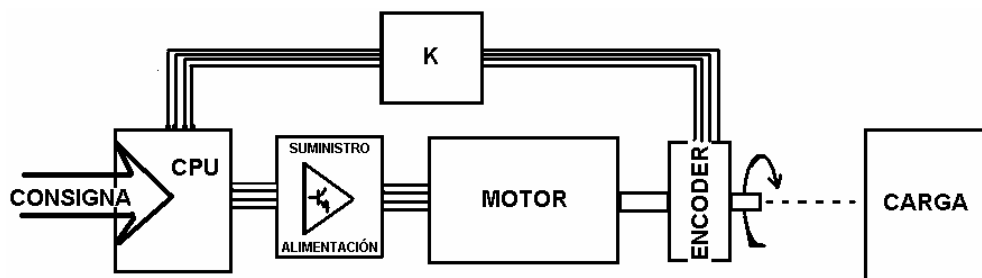 K
CONSIGNA
CPU
SUMINISTRO
ALIMENTACIÓN
MOTOR
ENCODER
CARGA